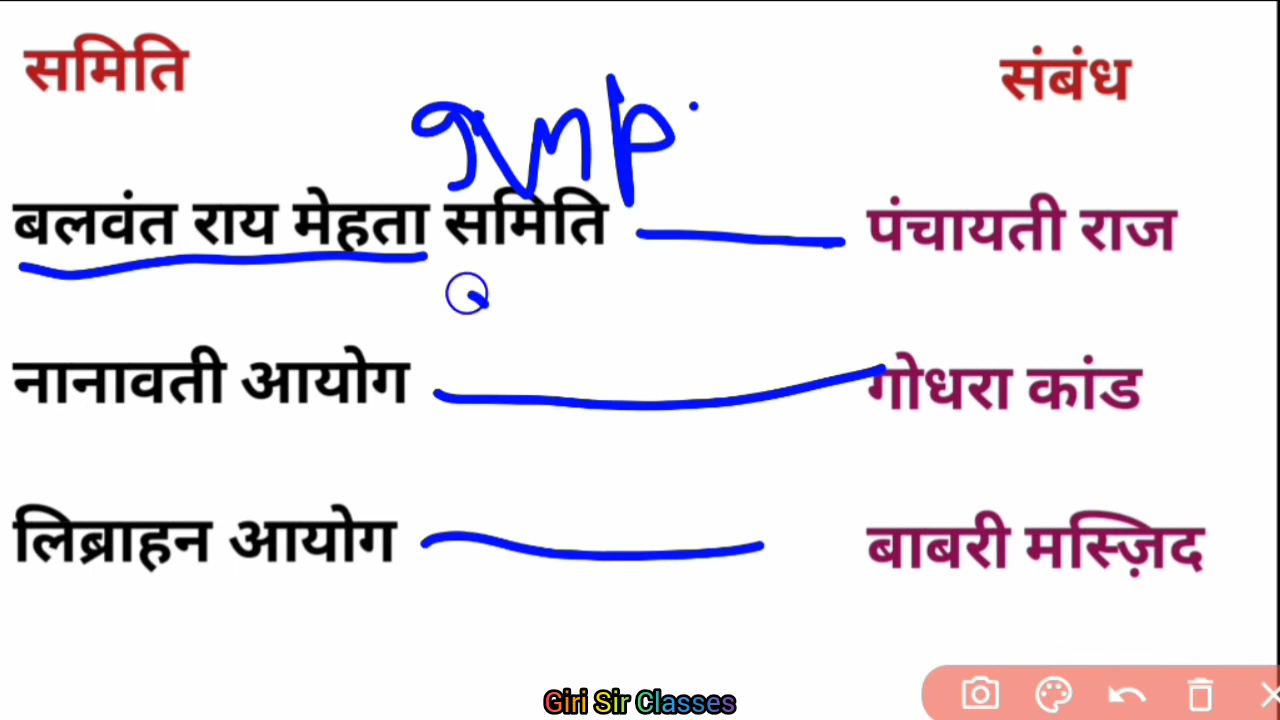 समिति संबंध
Imp.
बलवंत राय मेहता समिति पंचायती राज
नानावती आयोग गोधरा कांड
लिब्राहन आयोग बाबरी मस्ज़िद
Giri Sir Classes